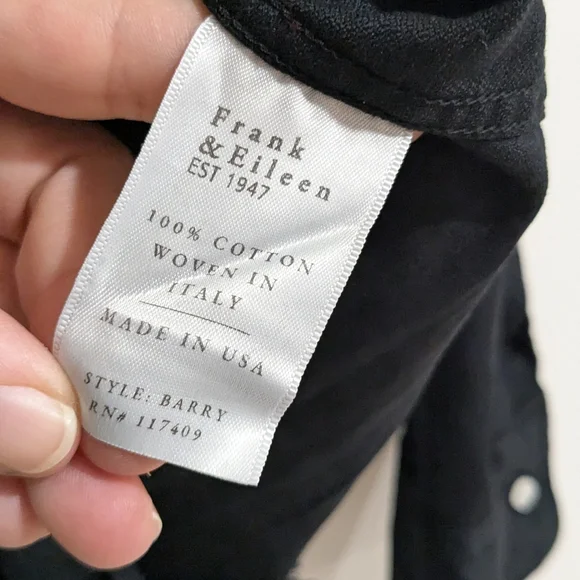 Frank
& Eileen
EST 1947
100% COTTON
WOVEN IN
ITALY
MADE IN USA
STYLE: BARRY
RN# 117409